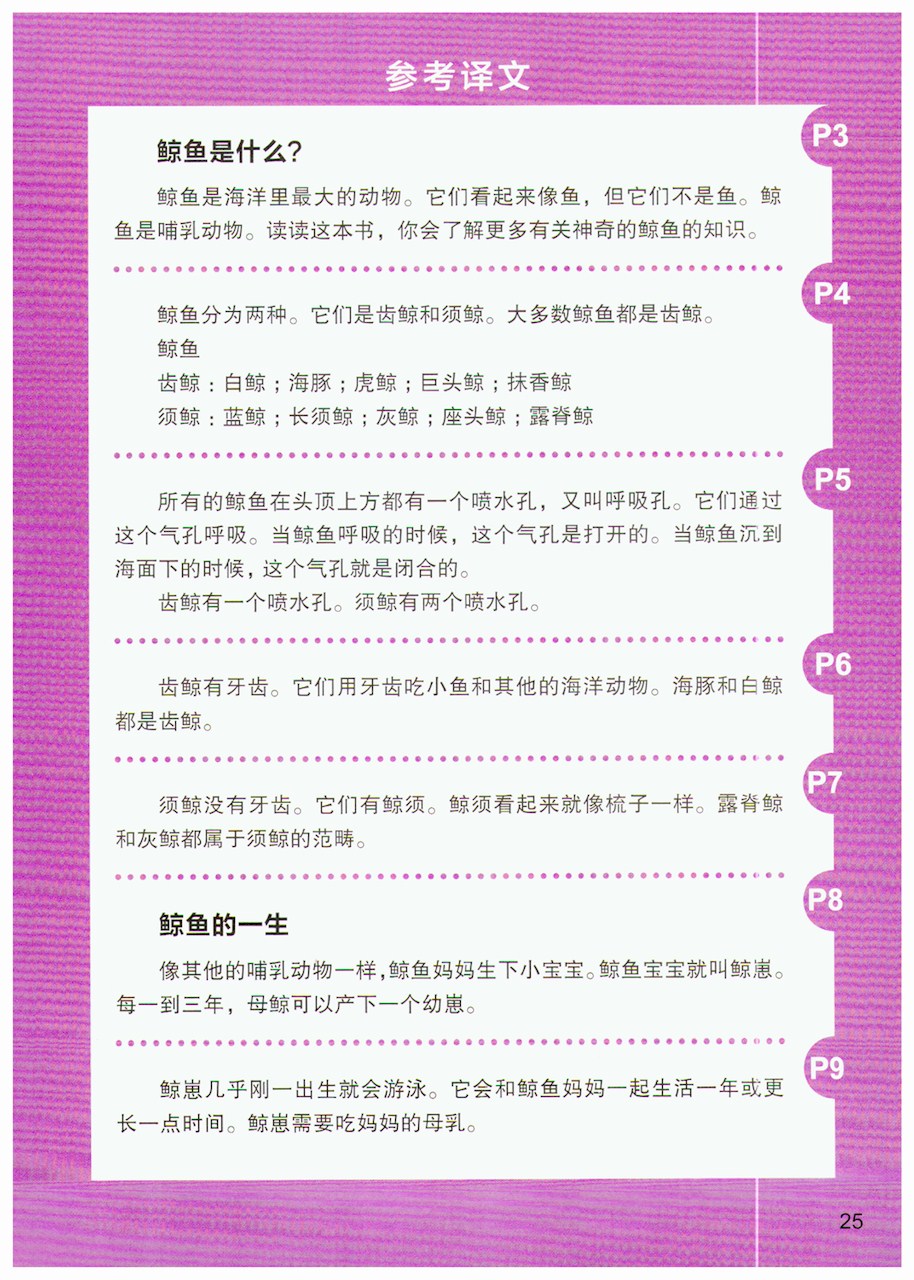 参考译文
P3
鲸鱼是什么？
鲸鱼是海洋里最大的动物。它们看起来像鱼，但它们不是鱼。鲸
鱼是哺乳动物。读读这本书，你会了解更多有关神奇的鲸鱼的知识。
P4
鲸鱼分为两种。它们是齿鲸和须鲸。大多数鲸鱼都是齿鲸。
鲸鱼
齿鲸：白鲸；海豚；虎鲸；巨头鲸；抹香鲸
须鲸：蓝鲸；长须鲸；灰鲸；座头鲸；露脊鲸
P5
所有的鲸鱼在头顶上方都有一个喷水孔，又叫呼吸孔。它们通过
这个气孔呼吸。当鲸鱼呼吸的时候，这个气孔是打开的。当鲸鱼沉到
海面下的时候，这个气孔就是闭合的。
齿鲸有一个喷水孔。须鲸有两个喷水孔。
P6
齿鲸有牙齿。它们用牙齿吃小鱼和其他的海洋动物。海豚和白鲸
都是齿鲸。
P7
须鲸没有牙齿。它们有鲸须。鲸须看起来就像梳子一样。露脊鲸
和灰鲸都属于须鲸的范畴。
P8
鲸鱼的一生
像其他的哺乳动物一样，鲸鱼妈妈生下小宝宝。鲸鱼宝宝就叫鲸崽。
每一到三年，母鲸可以产下一个幼崽。
P9
鲸崽几乎刚一出生就会游泳。它会和鲸鱼妈妈一起生活一年或更
长一点时间。鲸崽需要吃妈妈的母乳。
25